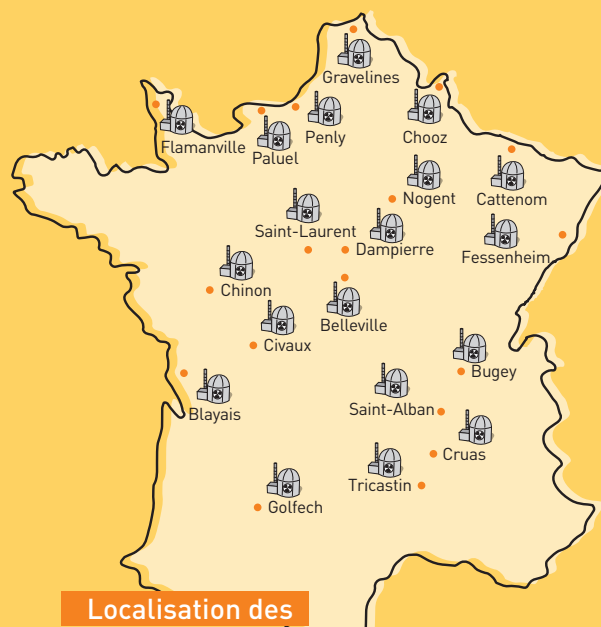 Gravelines
Flamanville
Paluel
Penly
Chooz
Cattenom
Nogent
Saint-Laurent
Dampierre
Fessenheim
Chinon
Belleville
Civaux
Bugey
Blayais
Saint-Alban
Cruas
Tricastin
Golfech
Localisation des